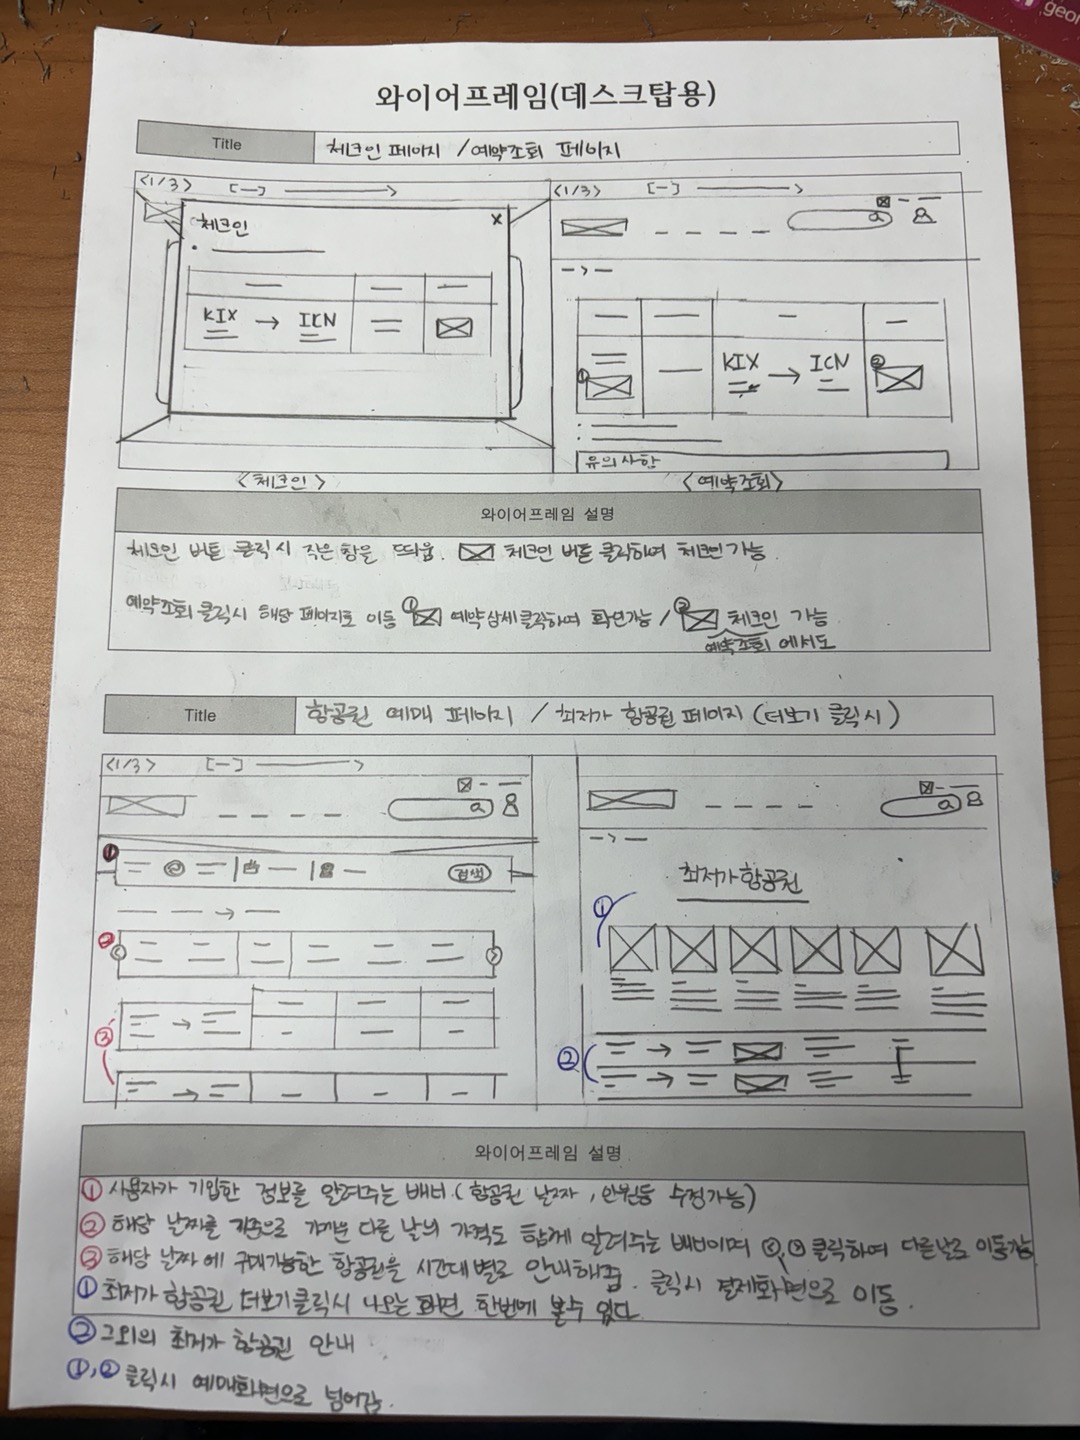 geor
와이어프레임(데스크탑용)
Title 체크인 페이지 / 예약조회 페이지
<1/3> [—]
<1/3> [—]
체크인 X
KIX → ICN
KIX → ICN
① ②
유의사항
<체크인>
<예약조회>
와이어프레임 설명
체크인 버튼 클릭시 작은 창을 띄움. 체크인 버튼 클릭하여 체크인 가능.
예약조회 클릭시 해당 페이지로 이동 ① 예약상세 클릭하여 확인가능 / ② 체크인 가능
예약조회 에서도
Title 항공권 예매 페이지 / 최저가 항공권 페이지 (더보기 클릭 시)
<1/3> [—]
① 검색
②
③
최저가 항공권
①
②
와이어프레임 설명
① 사용자가 기입한 정보를 알려주는 배너. (항공권 날짜, 인원등 수정가능)
② 해당 날짜를 기준으로 가까운 다른 날의 가격도 함께 알려주는 배너이며 <, > 클릭하여 다른날로 이동가능
③ 해당 날짜에 구매가능한 항공권을 시간대 별로 안내해줌. 클릭시 결제화면으로 이동.
① 최저가 항공권 더보기 클릭시 나오는 화면 한번에 볼수 있다
② 그외의 최저가 항공권 안내
①,② 클릭시 예매화면으로 넘어감.